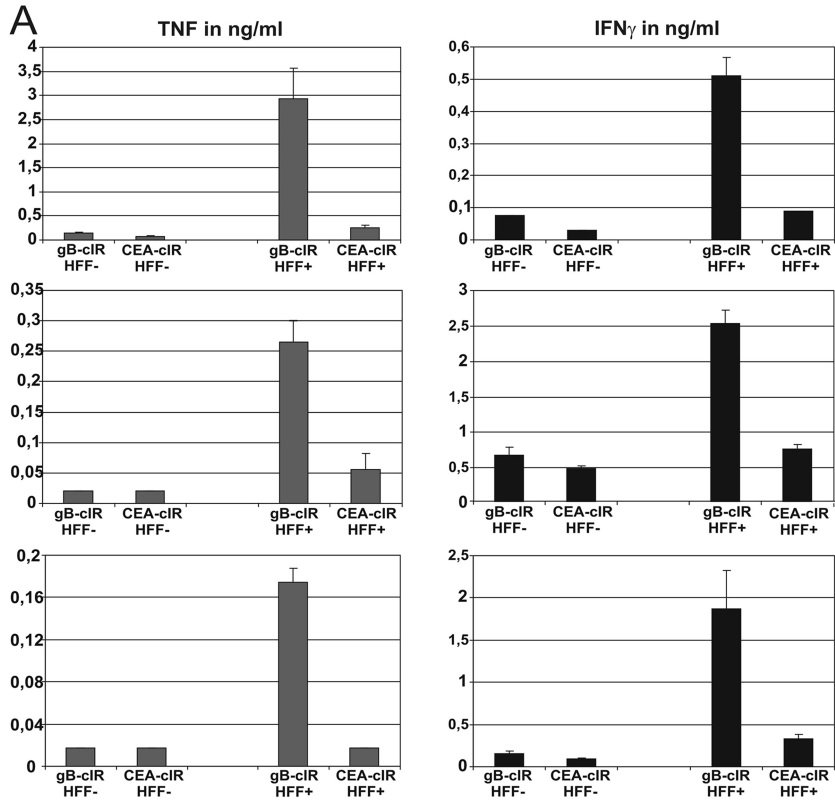 A
TNF in ng/ml
4
3,5
3
2,5
2
1,5
1
0,5
0
gB-cIR CEA-cIR gB-cIR CEA-cIR
HFF- HFF- HFF+ HFF+
IFNγ in ng/ml
0,6
0,5
0,4
0,3
0,2
0,1
0
gB-cIR CEA-cIR gB-cIR CEA-cIR
HFF- HFF- HFF+ HFF+
0,35
0,3
0,25
0,2
0,15
0,1
0,05
0
gB-cIR CEA-cIR gB-cIR CEA-cIR
HFF- HFF- HFF+ HFF+
3
2,5
2
1,5
1
0,5
0
gB-cIR CEA-cIR gB-cIR CEA-cIR
HFF- HFF- HFF+ HFF+
0,2
0,16
0,12
0,08
0,04
0
gB-cIR CEA-cIR gB-cIR CEA-cIR
HFF- HFF- HFF+ HFF+
2,5
2
1,5
1
0,5
0
gB-cIR CEA-cIR gB-cIR CEA-cIR
HFF- HFF- HFF+ HFF+